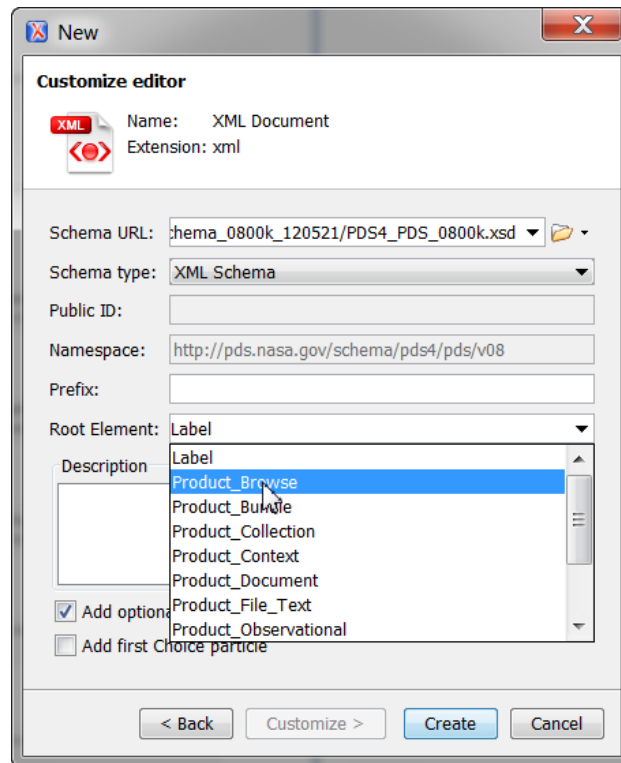 New
Customize editor
XML
Name: XML Document
Extension: xml
Schema URL: :hema_0800k_120521/PDS4_PDS_0800k.xsd
Schema type: XML Schema
Public ID:
Namespace: http://pds.nasa.gov/schema/pds4/pds/v08
Prefix:
Root Element: Label
Description
Label
Product_Browse
Product_Bundle
Product_Collection
Product_Context
Product_Document
Product_File_Text
Product_Observational
Add optiona
Add first Choice particle
< Back Customize > Create Cancel